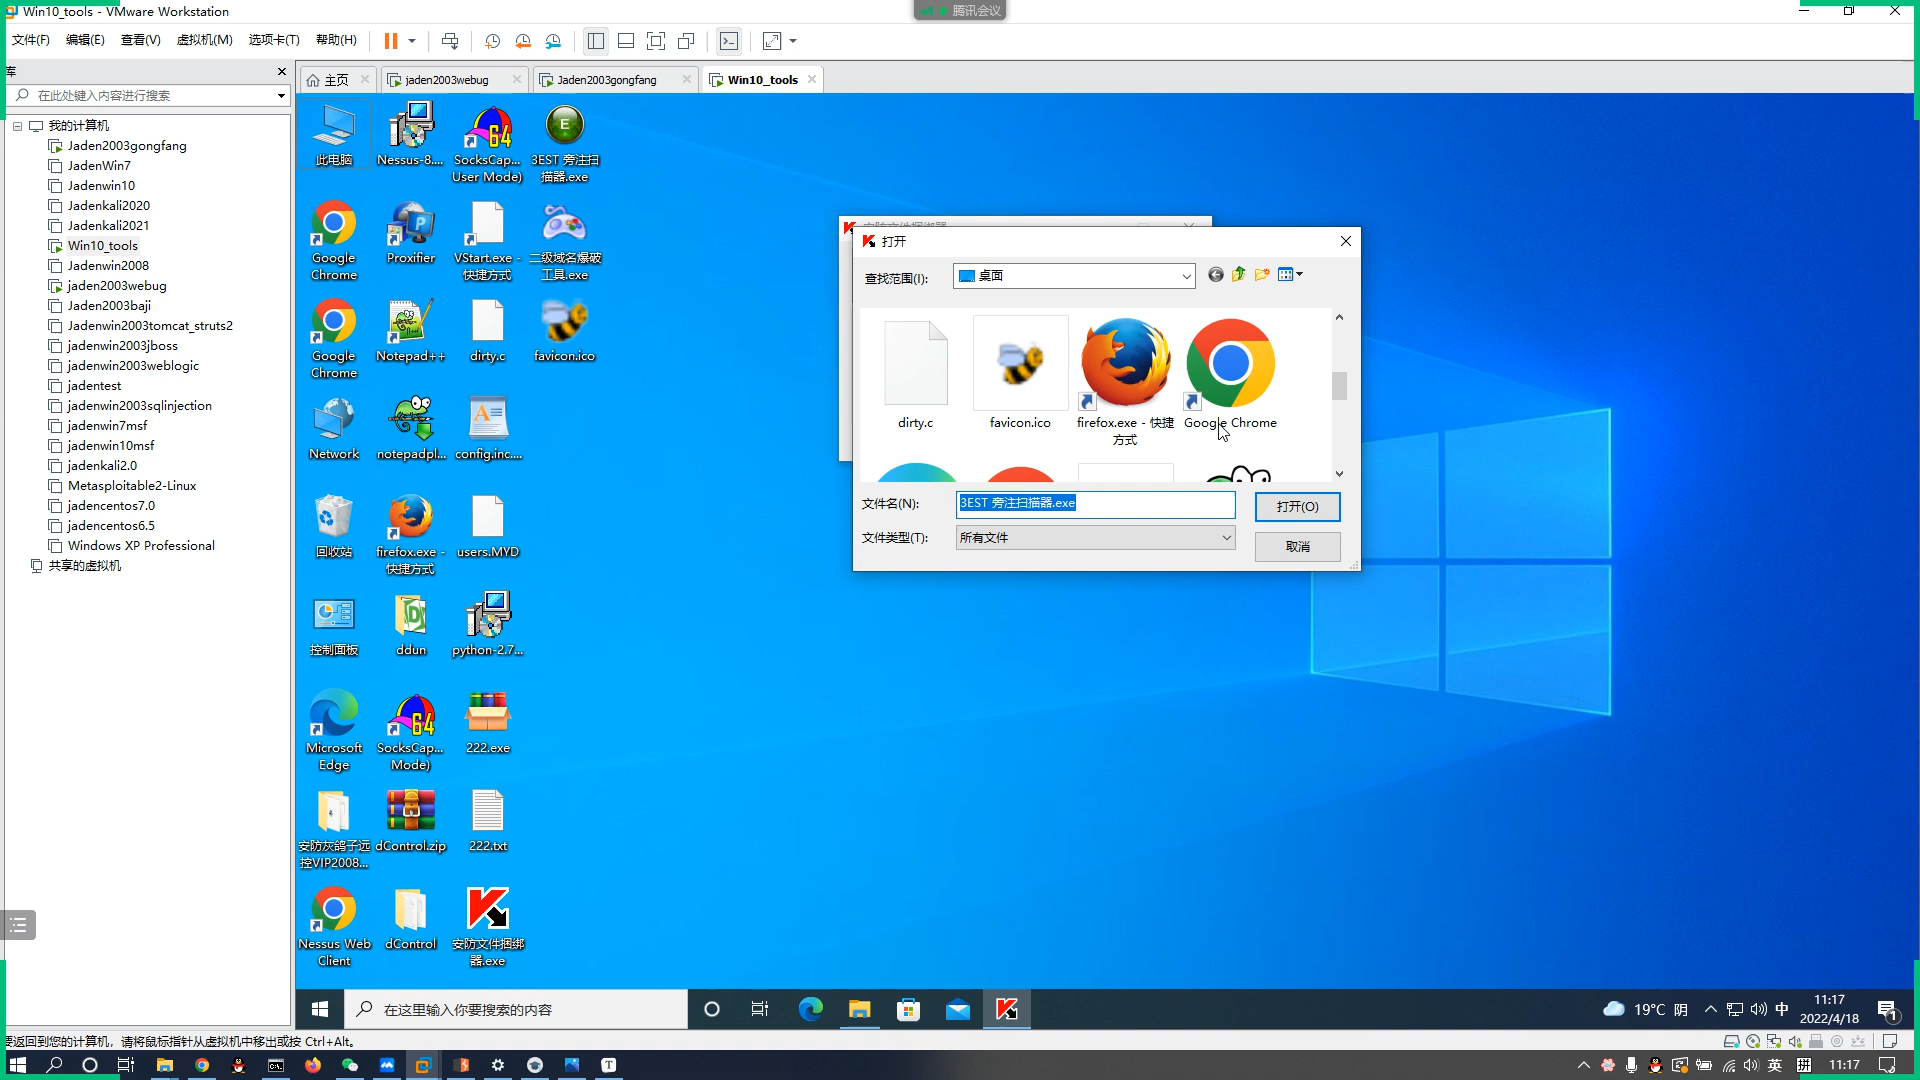 Win10_tools - VMware Workstation
腾讯会议
文件(F)
编辑(E)
查看(V)
虚拟机(M)
选项卡(T)
帮助(H)
库
在此处键入内容进行搜索
主页
jaden2003webug
Jaden2003gongfang
Win10_tools
我的计算机
Jaden2003gongfang
JadenWin7
Jadenwin10
Jadenkali2020
Jadenkali2021
Win10_tools
Jadenwin2008
jaden2003webug
Jaden2003baji
Jadenwin2003tomcat_struts2
jadenwin2003jboss
jadenwin2003weblogic
jadentest
jadenwin2003sqlinjection
jadenwin7msf
jadenwin10msf
jadenkali2.0
Metasploitable2-Linux
jadencentos7.0
jadencentos6.5
Windows XP Professional
共享的虚拟机
此电脑
Nessus-8....
SocksCap...
User Mode)
3EST 旁注扫
描器.exe
Google
Chrome
Proxifier
VStart.exe -
快捷方式
二级域名爆破
工具.exe
Google
Chrome
Notepad++
dirty.c
favicon.ico
Network
notepadpl...
config.inc....
回收站
firefox.exe -
快捷方式
users.MYD
控制面板
ddun
python-2.7...
Microsoft
Edge
SocksCap...
Mode)
222.exe
安防灰鸽子远
控VIP2008...
dControl.zip
222.txt
Nessus Web
Client
dControl
安防文件捆绑
器.exe
打开
查找范围(I):
桌面
dirty.c
favicon.ico
firefox.exe - 快捷
方式
Google Chrome
文件名(N):
3EST 旁注扫描器.exe
打开(O)
文件类型(T):
所有文件
取消
在这里输入你要搜索的内容
19°C 阴
中
11:17
2022/4/18
1
要返回到您的计算机，请将鼠标指针从虚拟机中移出或按 Ctrl+Alt。
英
拼
11:17